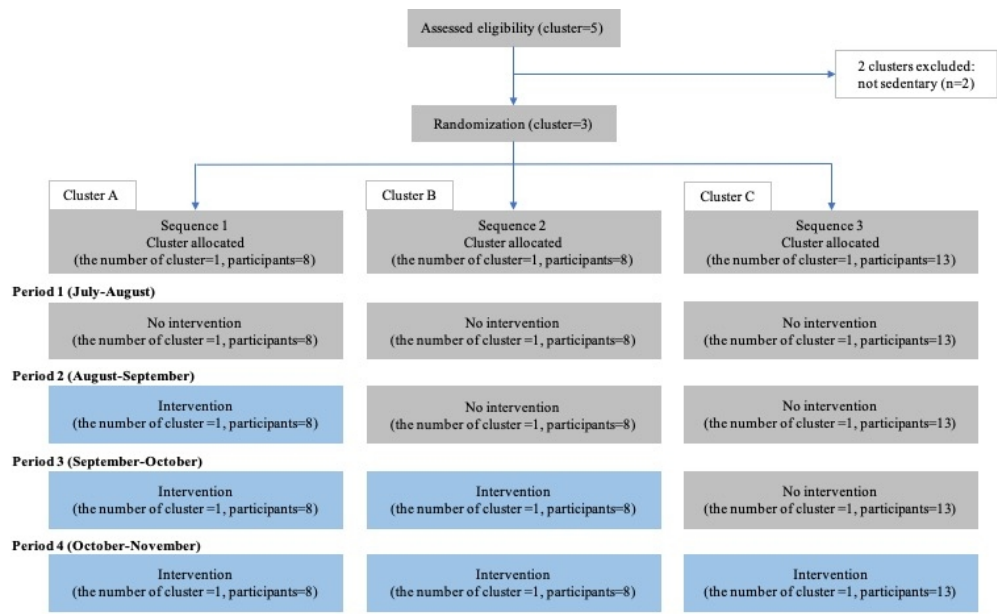 Assessed eligibility (cluster=5)
2 clusters excluded:
not sedentary (n=2)
Randomization (cluster=3)
Cluster A
Cluster B
Cluster C
Sequence 1
Cluster allocated
(the number of cluster=1, participants=8)
Sequence 2
Cluster allocated
(the number of cluster=1, participants=8)
Sequence 3
Cluster allocated
(the number of cluster=1, participants=13)
Period 1 (July-August)
No intervention
(the number of cluster =1, participants=8)
No intervention
(the number of cluster =1, participants=8)
No intervention
(the number of cluster =1, participants=13)
Period 2 (August-September)
Intervention
(the number of cluster =1, participants=8)
No intervention
(the number of cluster =1, participants=8)
No intervention
(the number of cluster =1, participants=13)
Period 3 (September-October)
Intervention
(the number of cluster =1, participants=8)
Intervention
(the number of cluster =1, participants=8)
No intervention
(the number of cluster =1, participants=13)
Period 4 (October-November)
Intervention
(the number of cluster =1, participants=8)
Intervention
(the number of cluster =1, participants=8)
Intervention
(the number of cluster =1, participants=13)